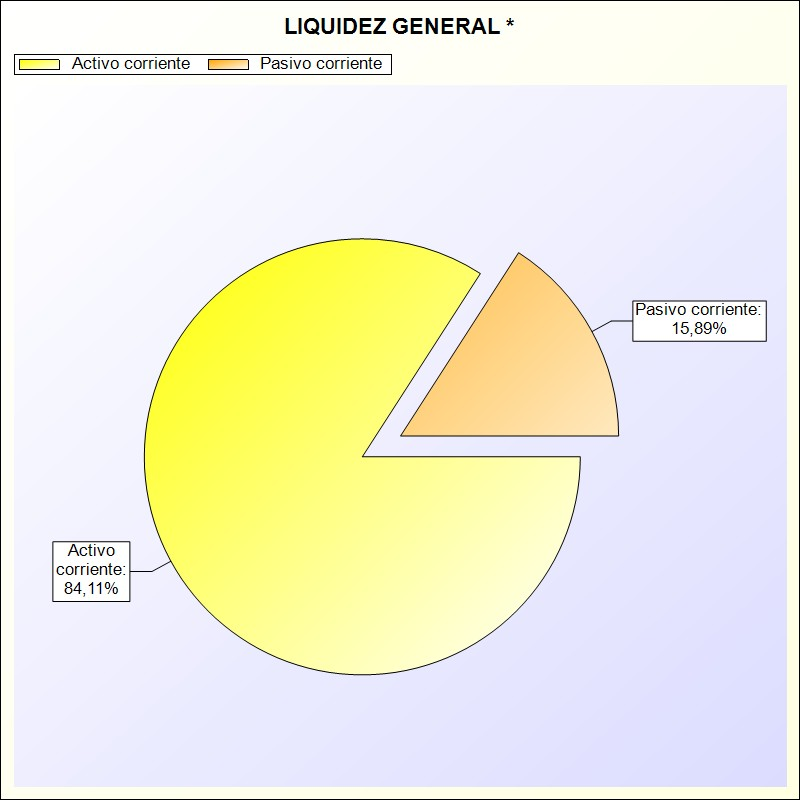 LIQUIDEZ GENERAL *
Activo corriente Pasivo corriente
Pasivo corriente:
15,89%
Activo
corriente:
84,11%